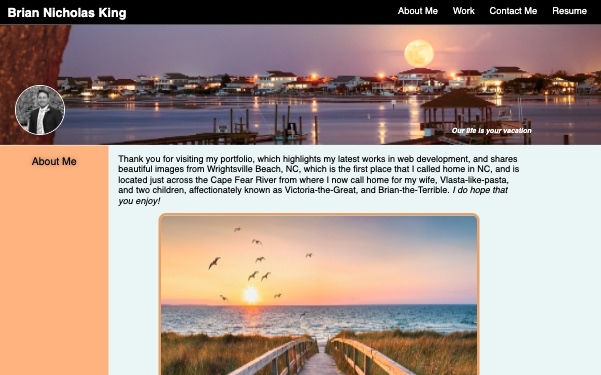 Brian Nicholas King
About Me Work Contact Me Resume
Our life is your vacation
About Me
Thank you for visiting my portfolio, which highlights my latest works in web development, and shares
beautiful images from Wrightsville Beach, NC, which is the first place that I called home in NC, and is
located just across the Cape Fear River from where I now call home for my wife, Vlasta-like-pasta,
and two children, affectionately known as Victoria-the-Great, and Brian-the-Terrible. I do hope that
you enjoy!